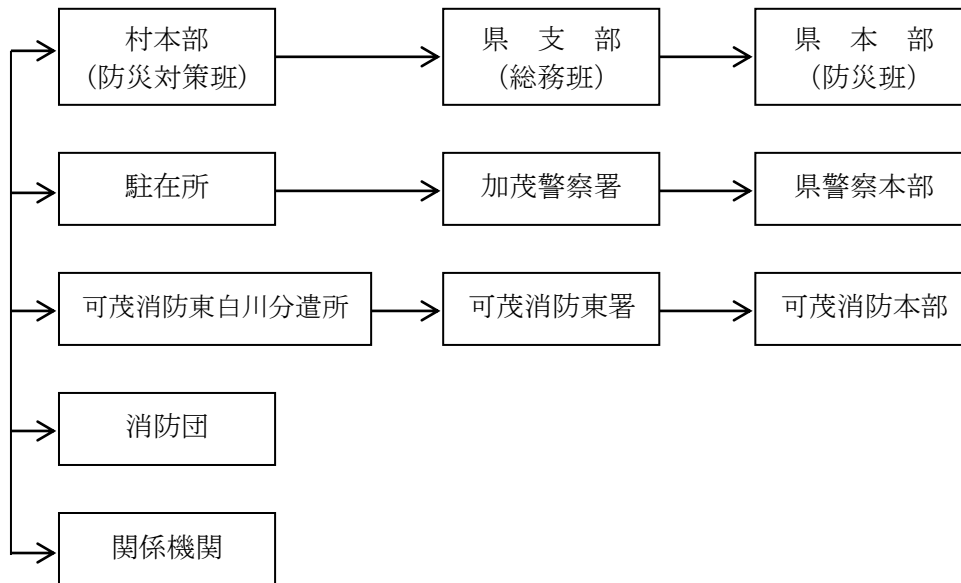 村本部
(防災対策班)
県　支　部
(総務班)
県　本　部
(防災班)
駐在所
加茂警察署
県警察本部
可茂消防東白川分遣所
可茂消防東署
可茂消防本部
消防団
関係機関